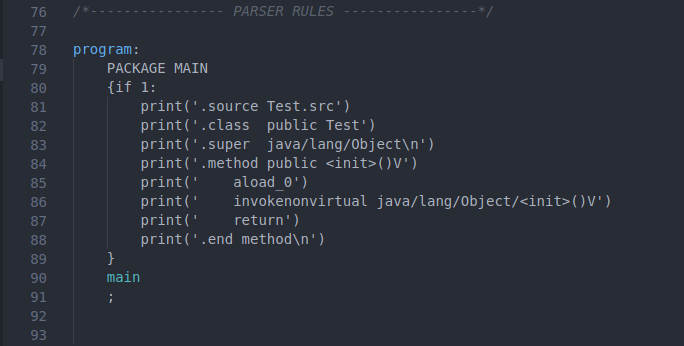 76 /*---------------- PARSER RULES ----------------*/
77
78 program:
79     PACKAGE MAIN
80     {if 1:
81         print('.source Test.src')
82         print('.class  public Test')
83         print('.super  java/lang/Object\n')
84         print('.method public <init>()V')
85         print('    aload_0')
86         print('    invokenonvirtual java/lang/Object/<init>()V')
87         print('    return')
88         print('.end method\n')
89     }
90     main
91     ;
92
93